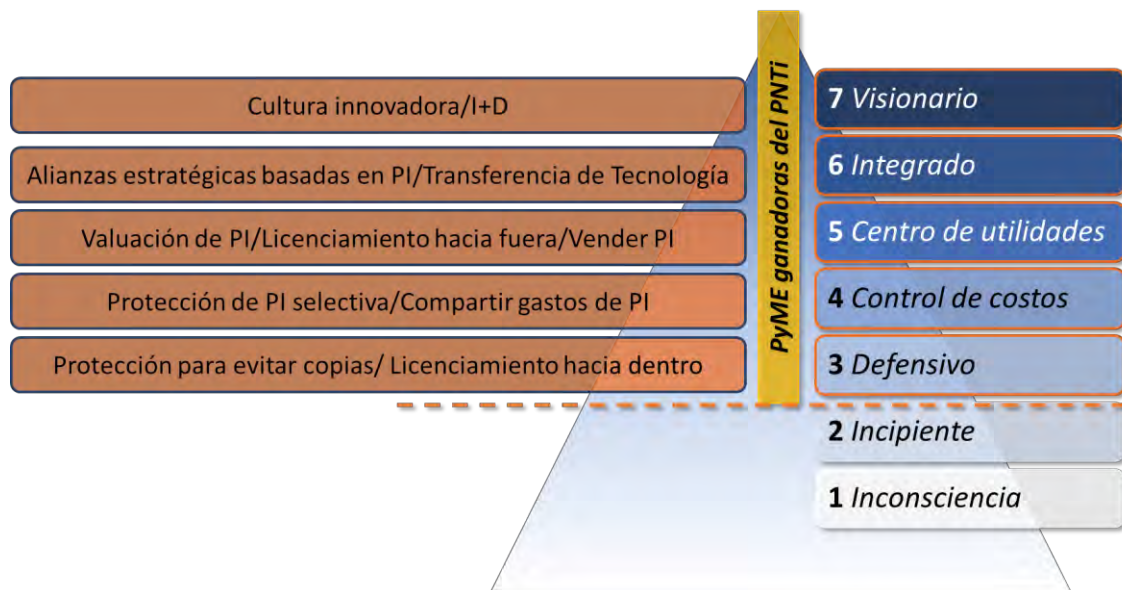 Cultura innovadora/I+D
7 Visionario
Alianzas estratégicas basadas en PI/Transferencia de Tecnología
6 Integrado
Valuación de PI/Licenciamiento hacia fuera/Vender PI
5 Centro de utilidades
Protección de PI selectiva/Compartir gastos de PI
4 Control de costos
Protección para evitar copias/ Licenciamiento hacia dentro
3 Defensivo
PyME ganadoras del PNTi
2 Incipiente
1 Inconsciencia